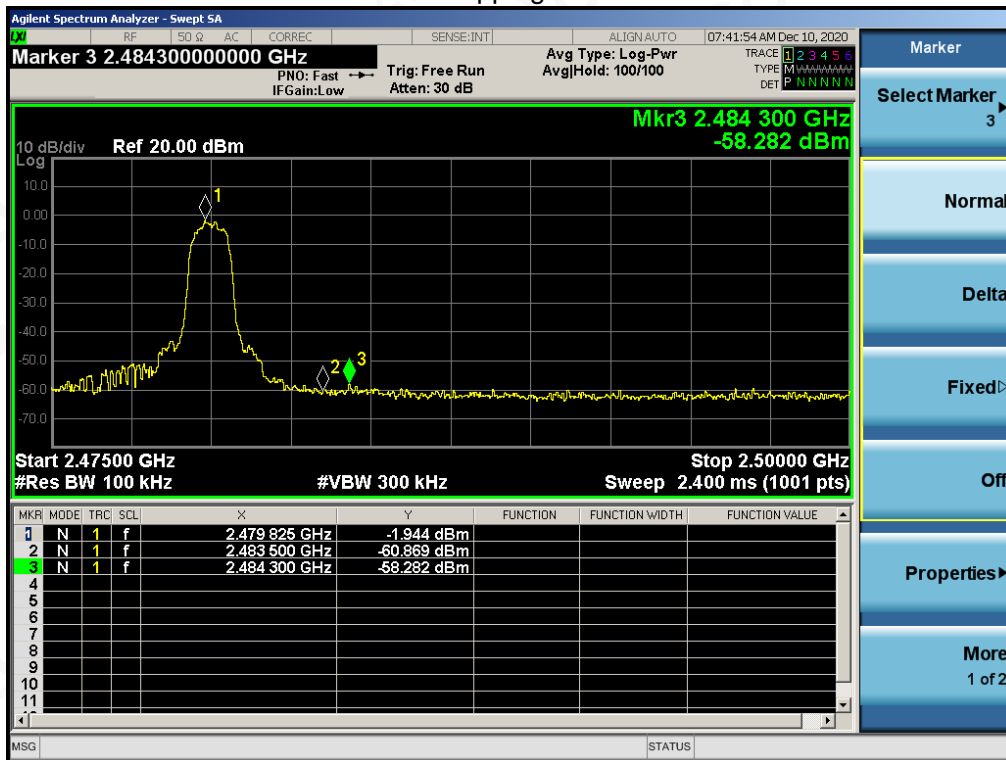 Agilent Spectrum Analyzer - Swept SA
LXI RF 50 Ω AC CORREC SENSE:INT ALIGN AUTO 07:41:54 AM Dec 10, 2020
Marker 3 2.484300000000 GHz
PNO: Fast
IFGain:Low
Trig: Free Run
Atten: 30 dB
Avg Type: Log-Pwr
Avg|Hold: 100/100
TRACE 1 2 3 4 5 6
TYPE M
DET P N N N N N
Mkr3 2.484 300 GHz
-58.282 dBm
10 dB/div Ref 20.00 dBm
Log
10.0
0.00
-10.0
-20.0
-30.0
-40.0
-50.0
-60.0
-70.0
1
2
3
Start 2.47500 GHz Stop 2.50000 GHz
#Res BW 100 kHz #VBW 300 kHz Sweep 2.400 ms (1001 pts)
MKR MODE TRC SCL X Y FUNCTION FUNCTION WIDTH FUNCTION VALUE
1 N 1 f 2.479 825 GHz -1.944 dBm
2 N 1 f 2.483 500 GHz -60.869 dBm
3 N 1 f 2.484 300 GHz -58.282 dBm
4
5
6
7
8
9
10
11
MSG STATUS
Marker
Select Marker
3
Normal
Delta
Fixed
Off
Properties
More
1 of 2